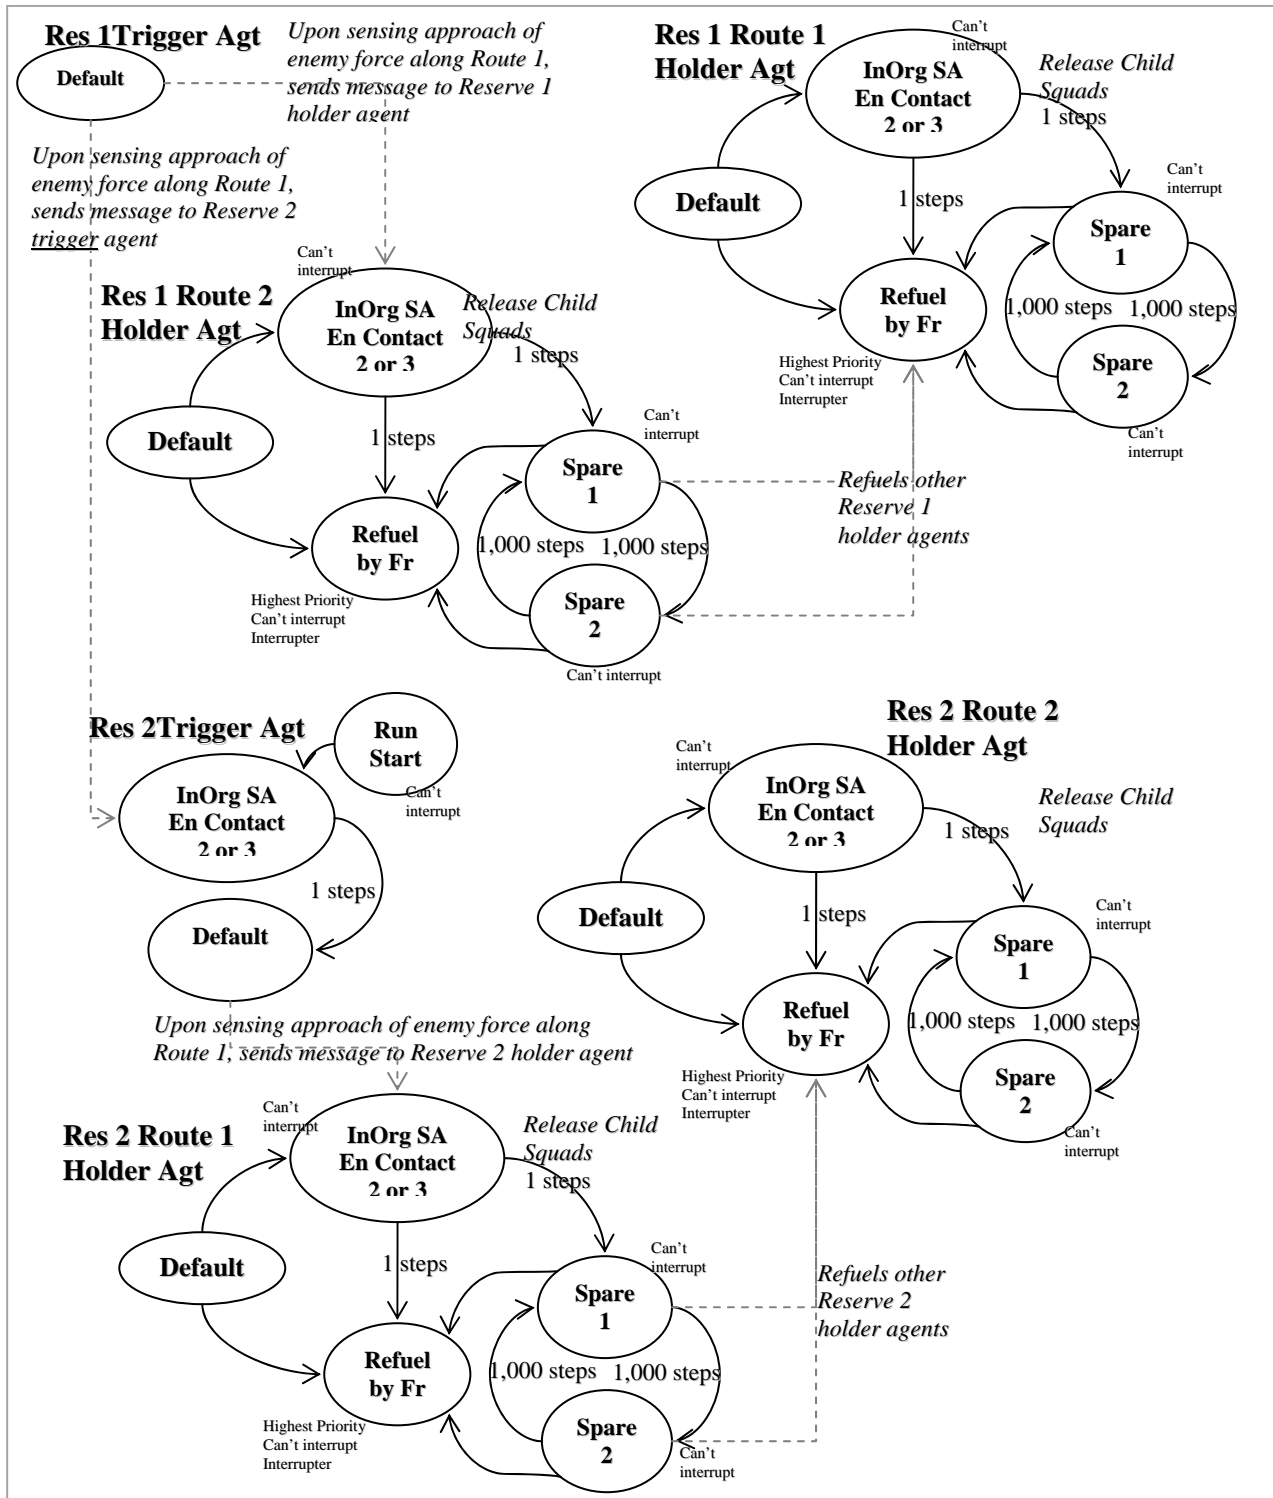 Res 1Trigger Agt
Default
Upon sensing approach of
enemy force along Route 1,
sends message to Reserve 1
holder agent
Upon sensing approach of
enemy force along Route 1,
sends message to Reserve 2
trigger agent
Res 1 Route 1
Holder Agt
Can't
interrupt
InOrg SA
En Contact
2 or 3
Release Child
Squads
1 steps
Default
1 steps
Can't
interrupt
Spare
1
Refuel
by Fr
1,000 steps
1,000 steps
Highest Priority
Can't interrupt
Interrupter
Spare
2
Can't
interrupt
Res 1 Route 2
Holder Agt
Can't
interrupt
InOrg SA
En Contact
2 or 3
Release Child
Squads
1 steps
Default
1 steps
Can't
interrupt
Spare
1
Refuel
by Fr
1,000 steps
1,000 steps
Highest Priority
Can't interrupt
Interrupter
Spare
2
Can't interrupt
Refuels other
Reserve 1
holder agents
Res 2Trigger Agt
Run
Start
Can't
interrupt
InOrg SA
En Contact
2 or 3
1 steps
Default
Upon sensing approach of enemy force along
Route 1, sends message to Reserve 2 holder agent
Res 2 Route 2
Holder Agt
Can't
interrupt
InOrg SA
En Contact
2 or 3
Release Child
Squads
1 steps
Default
1 steps
Can't
interrupt
Spare
1
Refuel
by Fr
1,000 steps
1,000 steps
Highest Priority
Can't interrupt
Interrupter
Spare
2
Can't
interrupt
Res 2 Route 1
Holder Agt
Can't
interrupt
InOrg SA
En Contact
2 or 3
Release Child
Squads
1 steps
Default
1 steps
Can't
interrupt
Spare
1
Refuel
by Fr
1,000 steps
1,000 steps
Highest Priority
Can't interrupt
Interrupter
Spare
2
Can't
interrupt
Refuels other
Reserve 2
holder agents